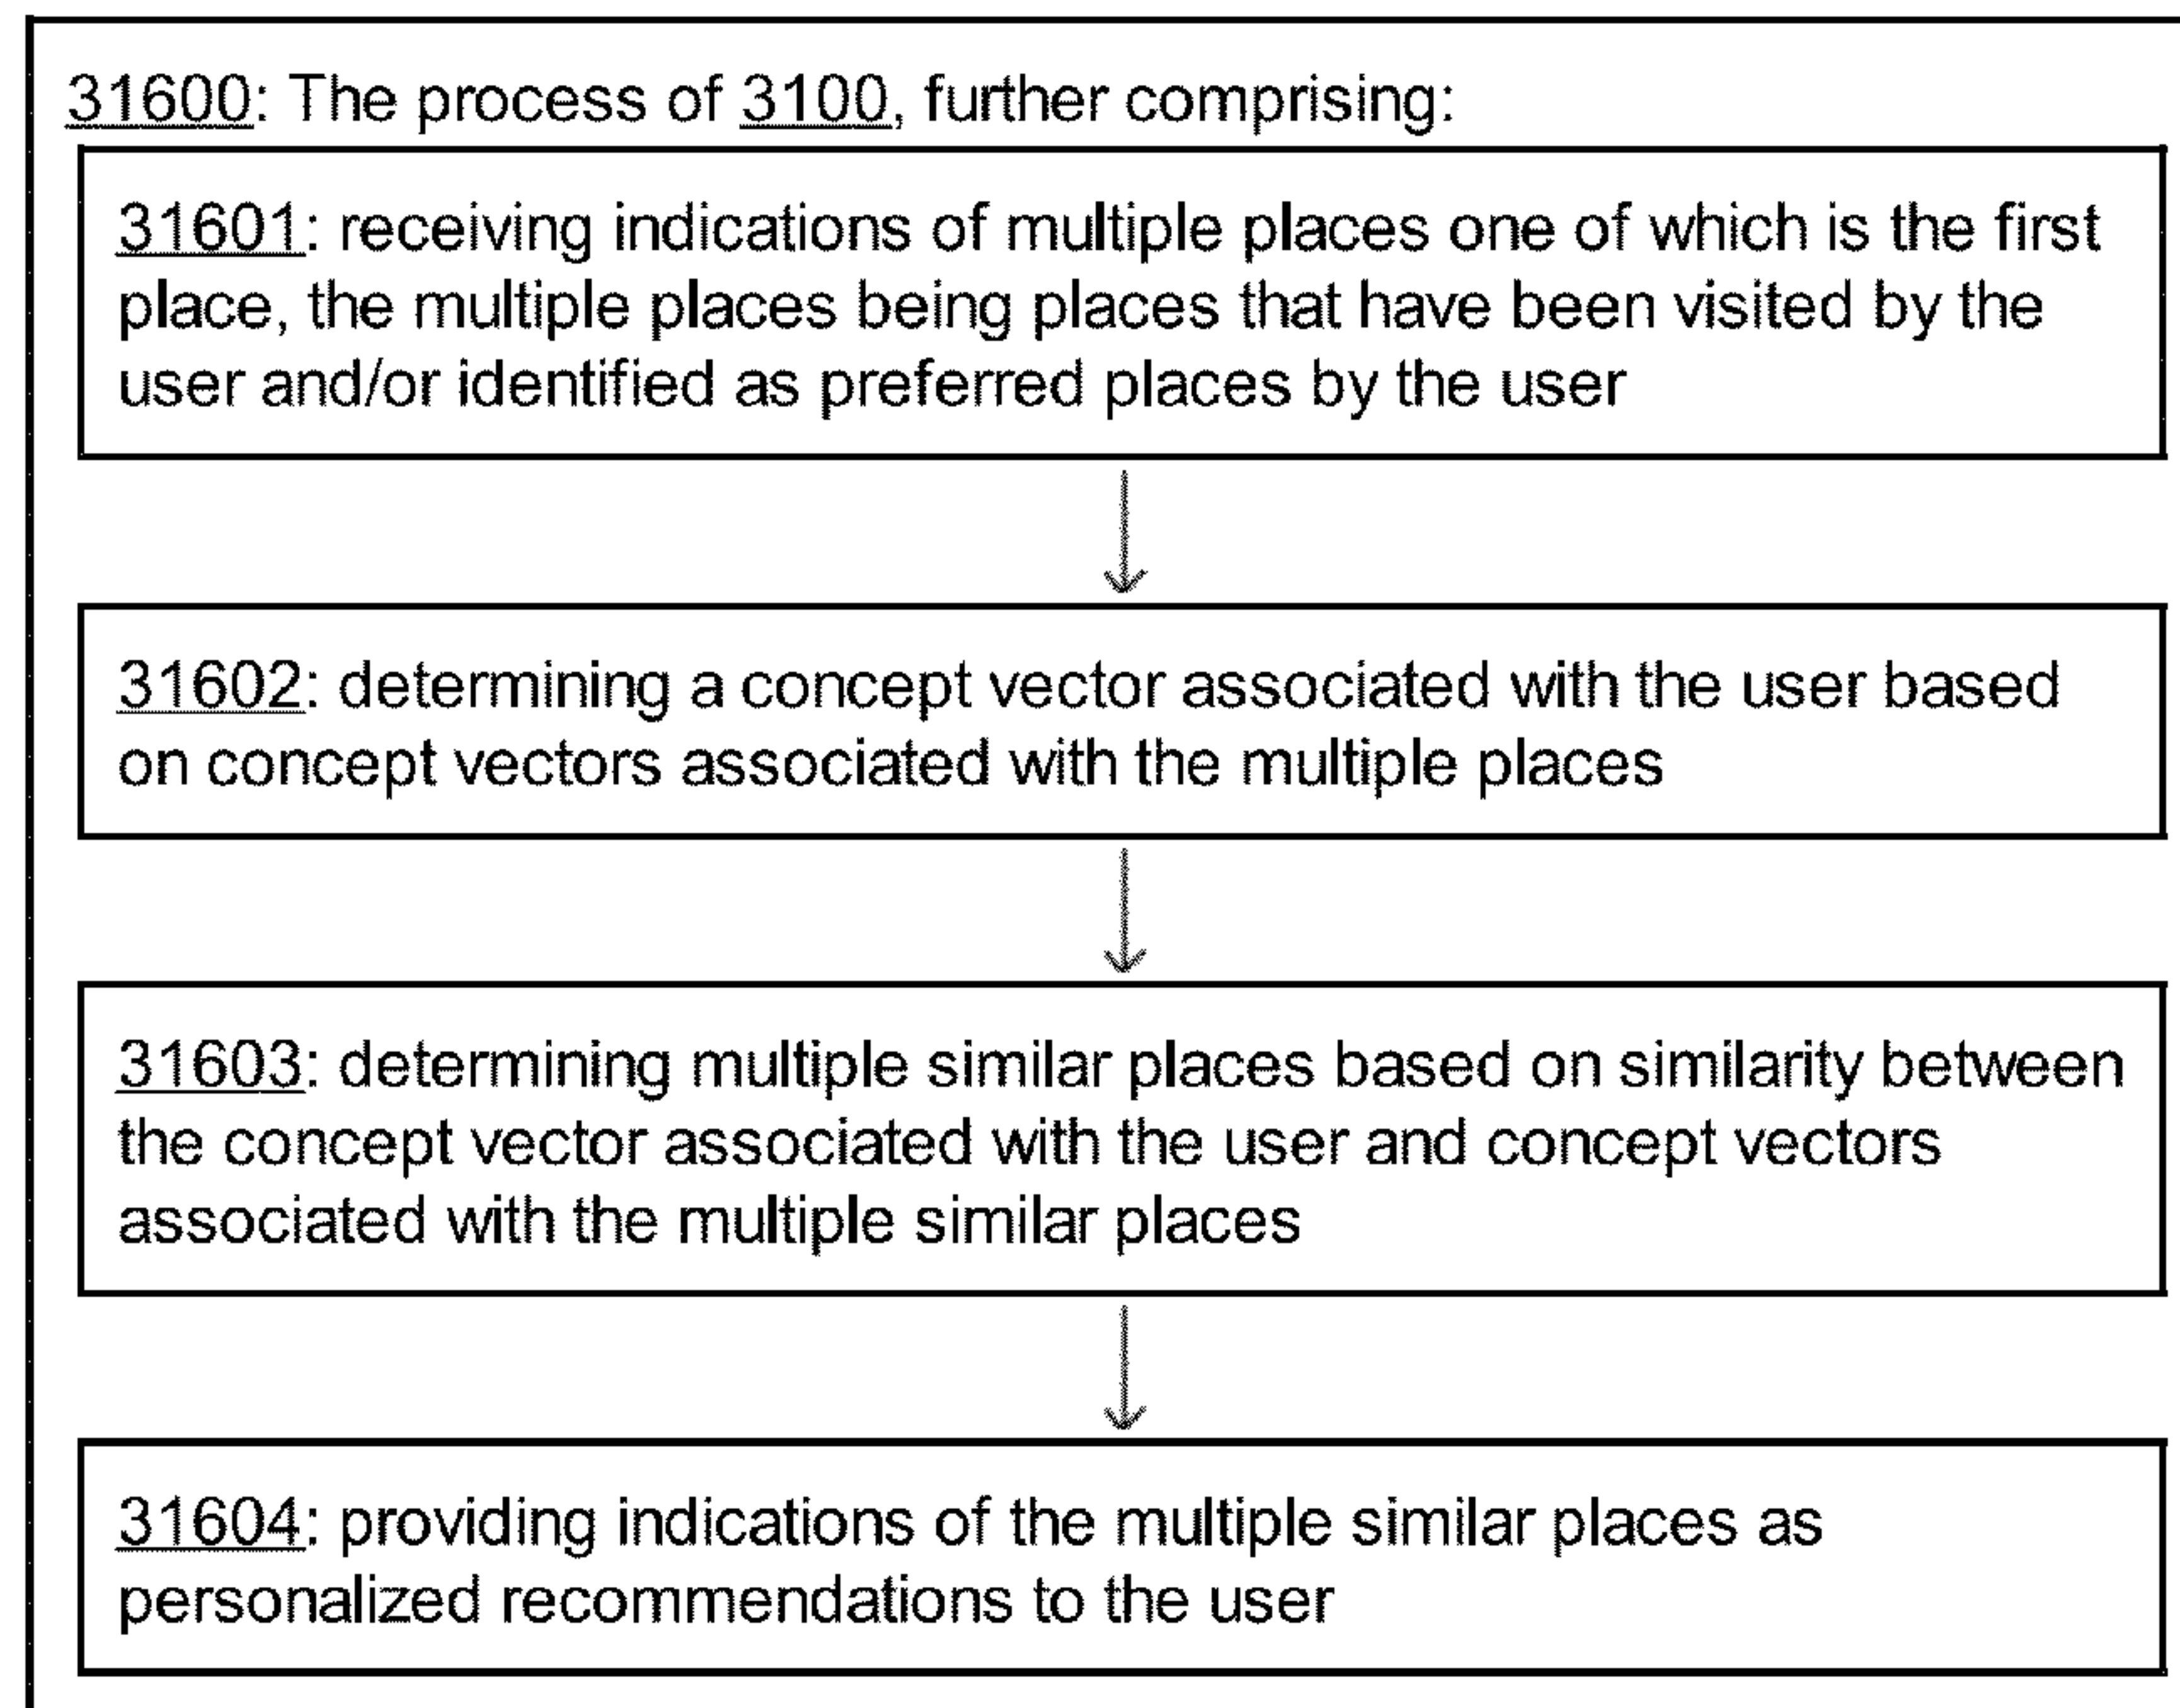 31600: The process of 3100, further comprising:
31601: receiving indications of multiple places one of which is the first
place, the multiple places being places that have been visited by the
user and/or identified as preferred places by the user
31602: determining a concept vector associated with the user based
on concept vectors associated with the multiple places
31603: determining multiple similar places based on similarity between
the concept vector associated with the user and concept vectors
associated with the multiple similar places
31604: providing indications of the multiple similar places as
personalized recommendations to the user